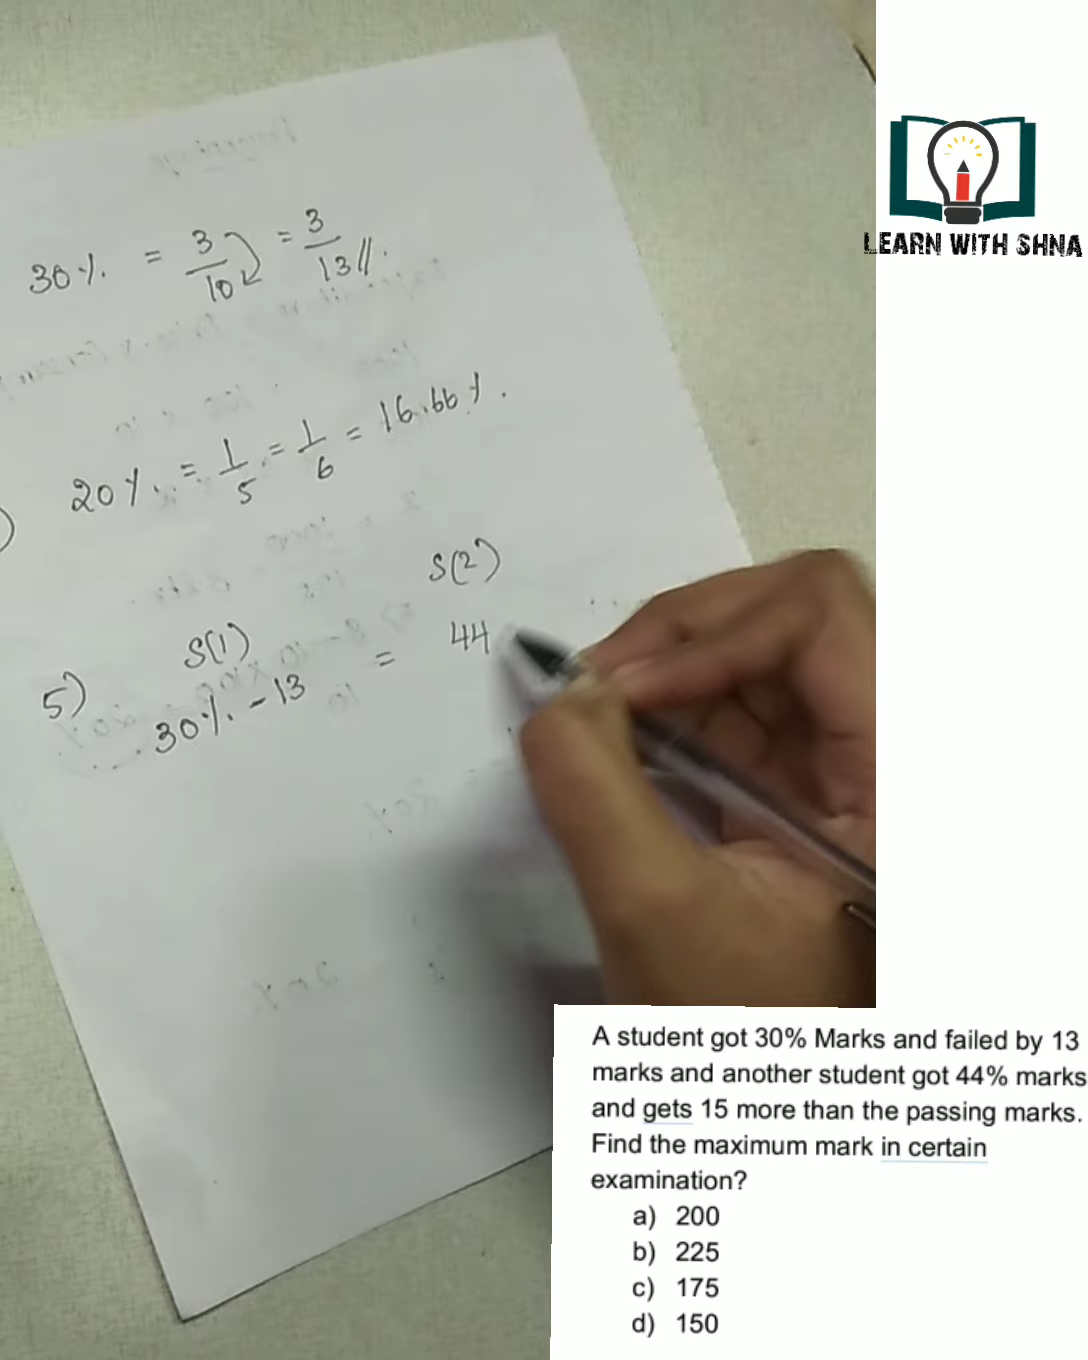 LEARN WITH SHNA
30% = 3/10 = 3/13 //.
20% = 1/5 = 1/6 = 16.66%.
S(1) S(2)
5) 30% - 13 = 44
A student got 30% Marks and failed by 13
marks and another student got 44% marks
and gets 15 more than the passing marks.
Find the maximum mark in certain
examination?
a) 200
b) 225
c) 175
d) 150